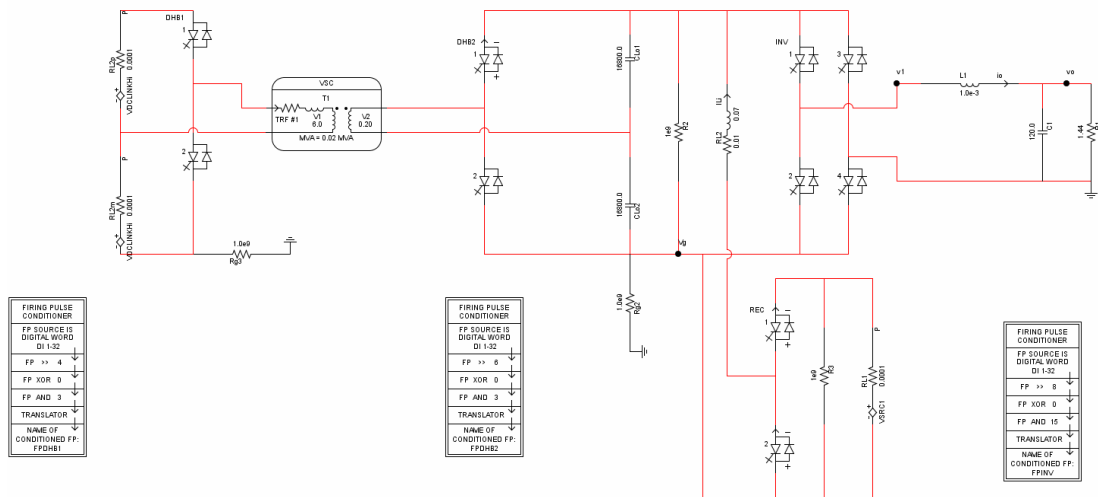 DHB1
1
2
P
RL2p
0.0001
VDCLINKHi
+
-
P
RL2m
0.0001
VDCLINKHi
+
-
1.0e9
Rg3
VSC
T1
TRF #1
V1
6.0
V2
0.20
MVA = 0.02 MVA
DHB2
1
-
+
2
16800.0
CLo1
16800.0
CLo2
1.0e9
Rg2
1e9
R2
Vg
ILi
0.07
RL2
0.01
INV
1
2
3
4
v1
L1
1.0e-3
io
vo
120.0
C1
1.44
REC
1
-
+
2
-
+
1e9
R3
P
RL1
0.0001
VSRC1
+
-
FIRING PULSE
CONDITIONER
FP SOURCE IS
DIGITAL WORD
DI 1-32
FP >> 4
FP XOR 0
FP AND 3
TRANSLATOR
NAME OF
CONDITIONED FP:
FPDHB1
FIRING PULSE
CONDITIONER
FP SOURCE IS
DIGITAL WORD
DI 1-32
FP >> 6
FP XOR 0
FP AND 3
TRANSLATOR
NAME OF
CONDITIONED FP:
FPDHB2
FIRING PULSE
CONDITIONER
FP SOURCE IS
DIGITAL WORD
DI 1-32
FP >> 8
FP XOR 0
FP AND 15
TRANSLATOR
NAME OF
CONDITIONED FP:
FPINV